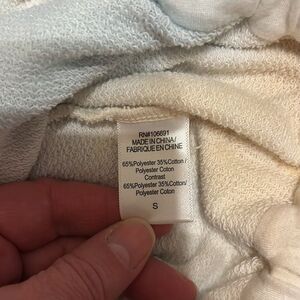 RN#106691
MADE IN CHINA/
FABRIQUE EN CHINE
65%Polyester 35%Cotton/
Polyester Coton
Contrast
65%Polyester 35%Cotton/
Polyester Coton
S